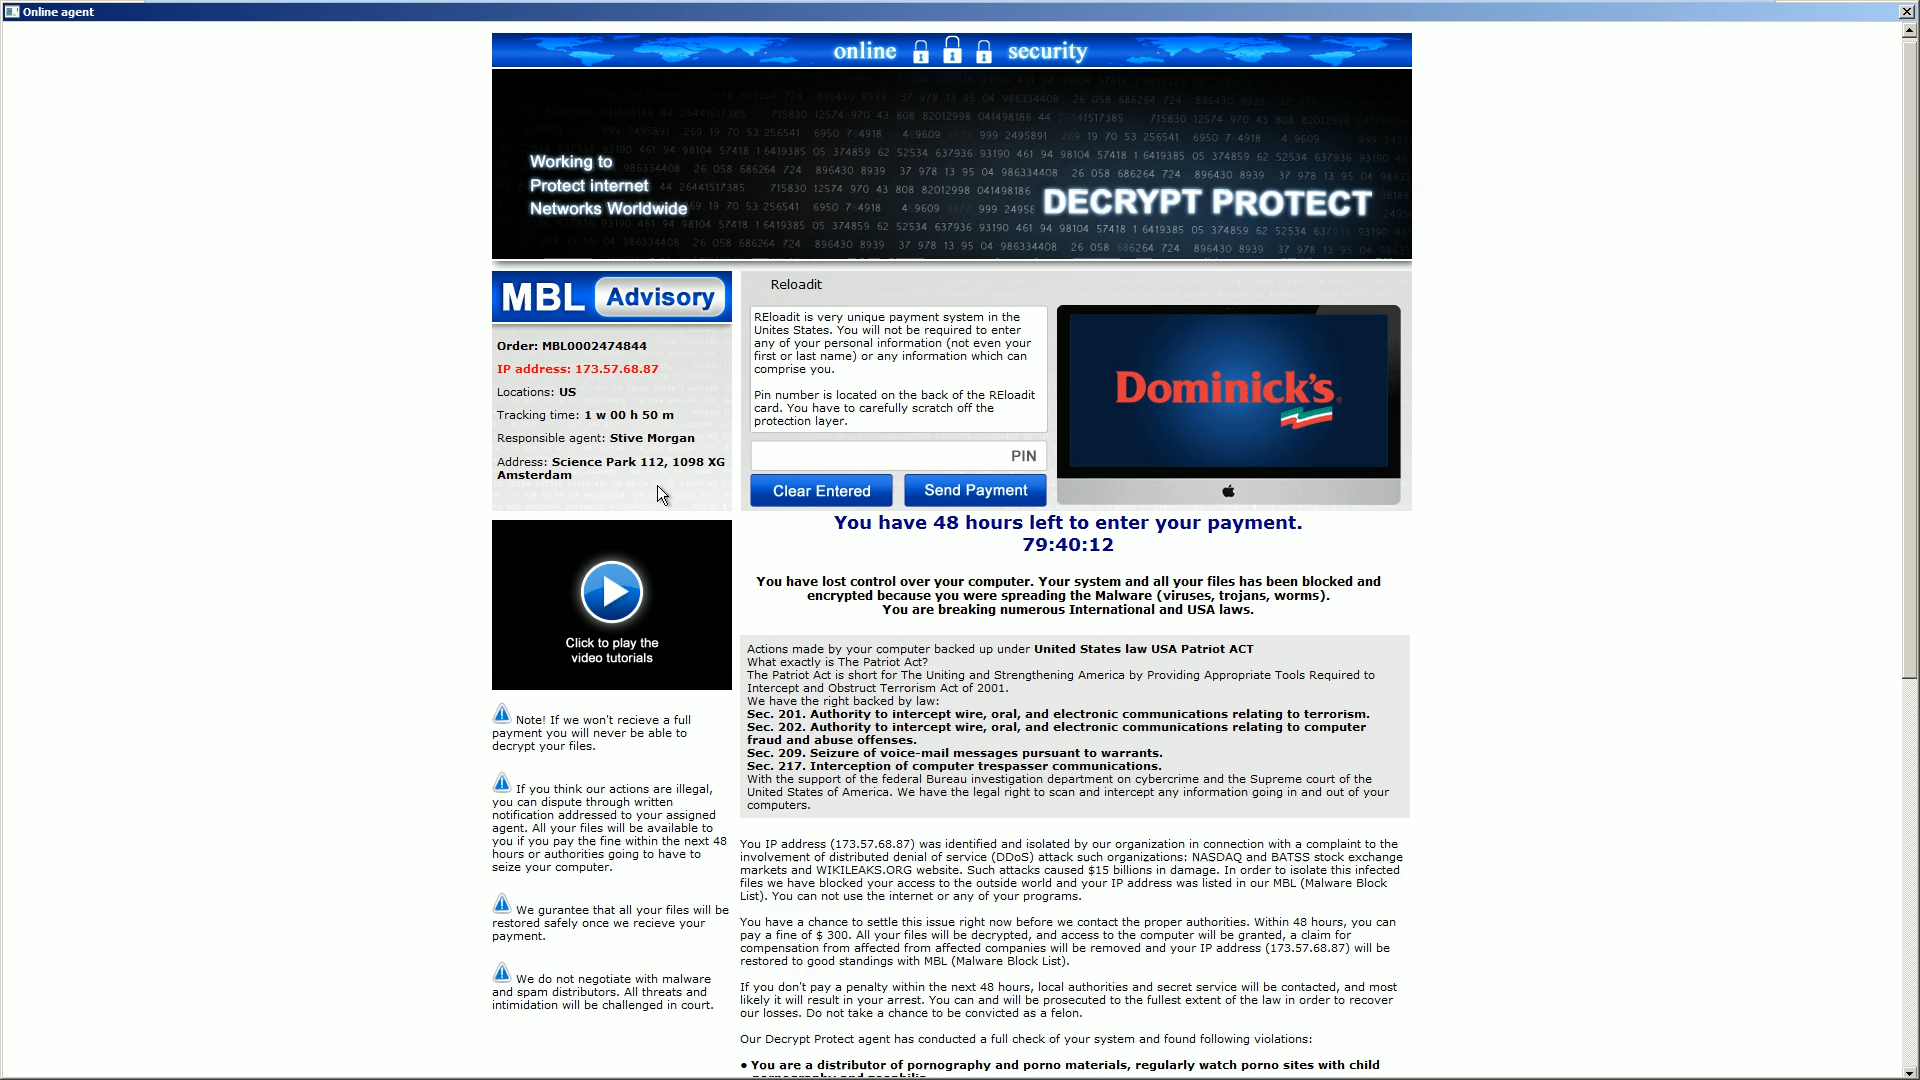 Online agent
online security
Working to
Protect internet
Networks Worldwide
DECRYPT PROTECT
MBL Advisory
Order: MBL0002474844
IP address: 173.57.68.87
Locations: US
Tracking time: 1 w 00 h 50 m
Responsible agent: Stive Morgan
Address: Science Park 112, 1098 XG
Amsterdam
Reloadit
REloadit is very unique payment system in the
Unites States. You will not be required to enter
any of your personal information (not even your
first or last name) or any information which can
comprise you.
Pin number is located on the back of the REloadit
card. You have to carefully scratch off the
protection layer.
PIN
Clear Entered
Send Payment
Dominick's
Click to play the
video tutorials
Note! If we won't recieve a full
payment you will never be able to
decrypt your files.
If you think our actions are illegal,
you can dispute through written
notification addressed to your assigned
agent. All your files will be available to
you if you pay the fine within the next 48
hours or authorities going to have to
seize your computer.
We gurantee that all your files will be
restored safely once we recieve your
payment.
We do not negotiate with malware
and spam distributors. All threats and
intimidation will be challenged in court.
You have 48 hours left to enter your payment.
79:40:12
You have lost control over your computer. Your system and all your files has been blocked and
encrypted because you were spreading the Malware (viruses, trojans, worms).
You are breaking numerous International and USA laws.
Actions made by your computer backed up under United States law USA Patriot ACT
What exactly is The Patriot Act?
The Patriot Act is short for The Uniting and Strengthening America by Providing Appropriate Tools Required to
Intercept and Obstruct Terrorism Act of 2001.
We have the right backed by law:
Sec. 201. Authority to intercept wire, oral, and electronic communications relating to terrorism.
Sec. 202. Authority to intercept wire, oral, and electronic communications relating to computer
fraud and abuse offenses.
Sec. 209. Seizure of voice-mail messages pursuant to warrants.
Sec. 217. Interception of computer trespasser communications.
With the support of the federal Bureau investigation department on cybercrime and the Supreme court of the
United States of America. We have the legal right to scan and intercept any information going in and out of your
computers.
You IP address (173.57.68.87) was identified and isolated by our organization in connection with a complaint to the
involvement of distributed denial of service (DDoS) attack such organizations: NASDAQ and BATSS stock exchange
markets and WIKILEAKS.ORG website. Such attacks caused $15 billions in damage. In order to isolate this infected
files we have blocked your access to the outside world and your IP address was listed in our MBL (Malware Block
List). You can not use the internet or any of your programs.
You have a chance to settle this issue right now before we contact the proper authorities. Within 48 hours, you can
pay a fine of $ 300. All your files will be decrypted, and access to the computer will be granted, a claim for
compensation from affected from affected companies will be removed and your IP address (173.57.68.87) will be
restored to good standings with MBL (Malware Block List).
If you don't pay a penalty within the next 48 hours, local authorities and secret service will be contacted, and most
likely it will result in your arrest. You can and will be prosecuted to the fullest extent of the law in order to recover
our losses. Do not take a chance to be convicted as a felon.
Our Decrypt Protect agent has conducted a full check of your system and found following violations:
• You are a distributor of pornography and porno materials, regularly watch porno sites with child